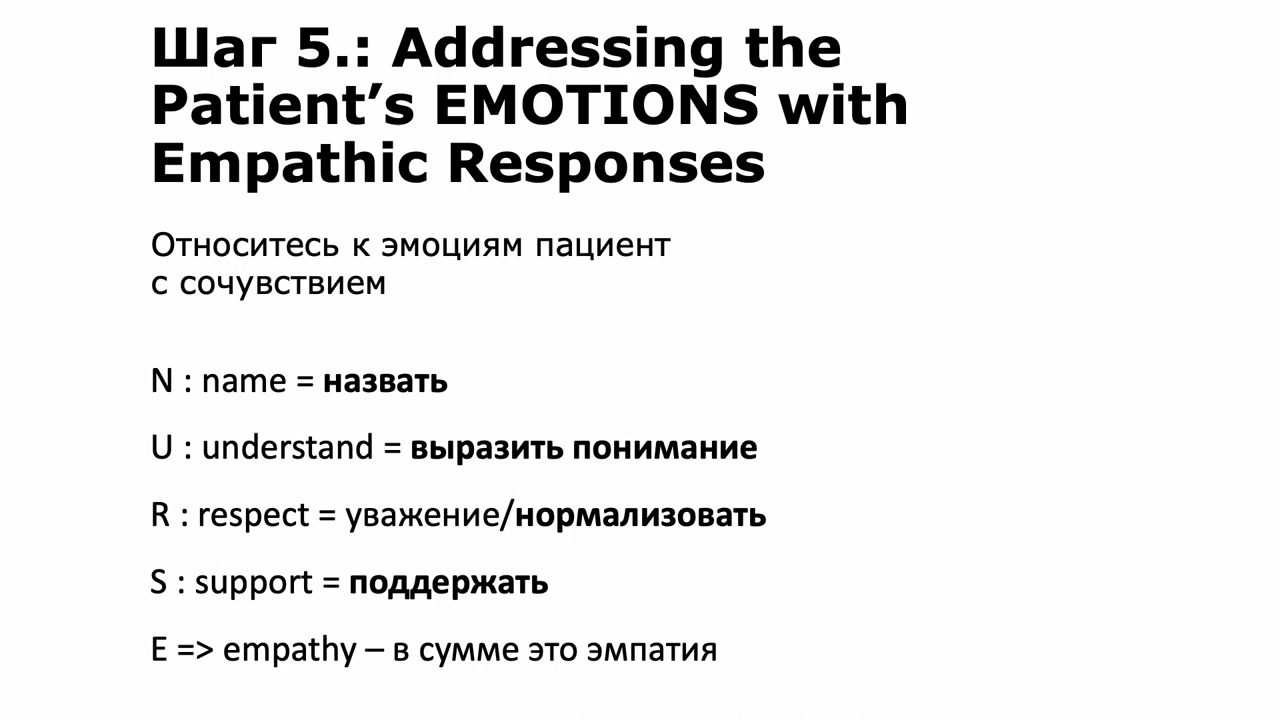 Шаг 5.: Addressing the
Patient’s EMOTIONS with
Empathic Responses
Относитесь к эмоциям пациент
с сочувствием
N : name = назвать
U : understand = выразить понимание
R : respect = уважение/нормализовать
S : support = поддержать
E => empathy – в сумме это эмпатия